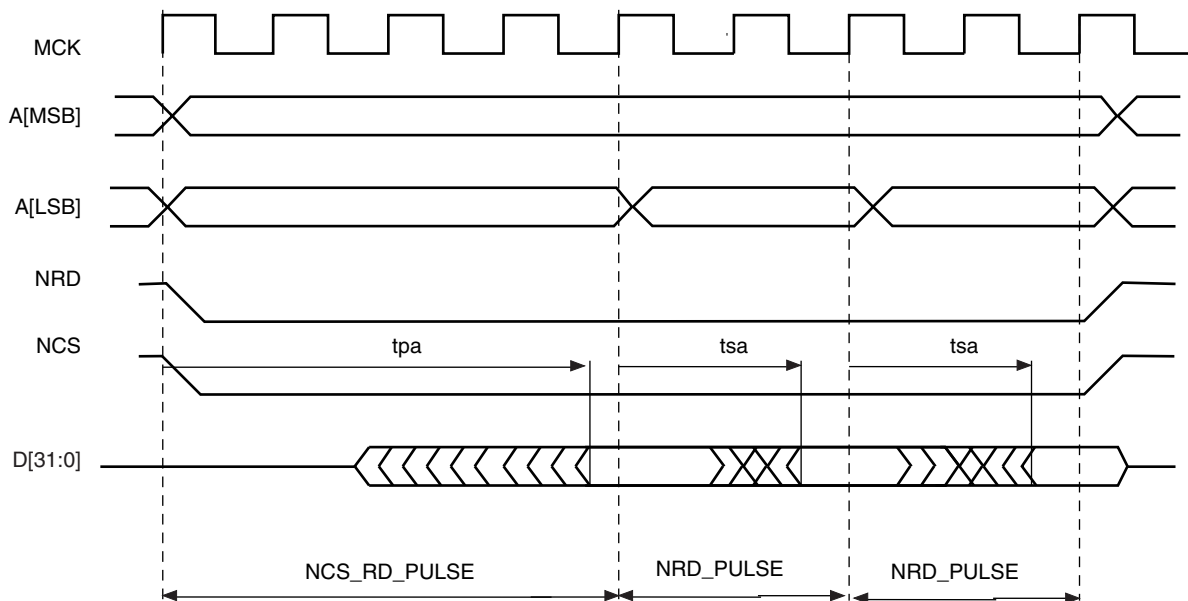 MCK
A[MSB]
A[LSB]
NRD
NCS
tpa
tsa
tsa
D[31:0]
NCS_RD_PULSE
NRD_PULSE
NRD_PULSE